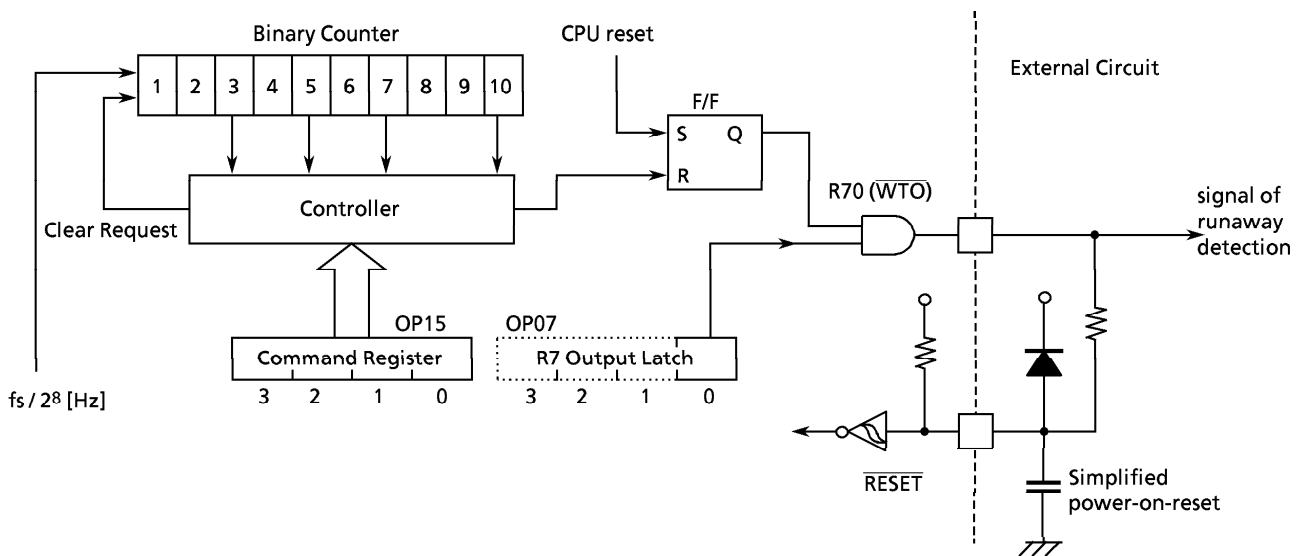 Binary Counter
CPU reset
External Circuit
1 2 3 4 5 6 7 8 9 10
F/F
S Q
R
R70 (W̅T̅O̅)
signal of
runaway
detection
Controller
Clear Request
OP15
OP07
Command Register
R7 Output Latch
3 2 1 0
3 2 1 0
fs / 2⁸ [Hz]
R̅E̅S̅E̅T̅
Simplified
power-on-reset